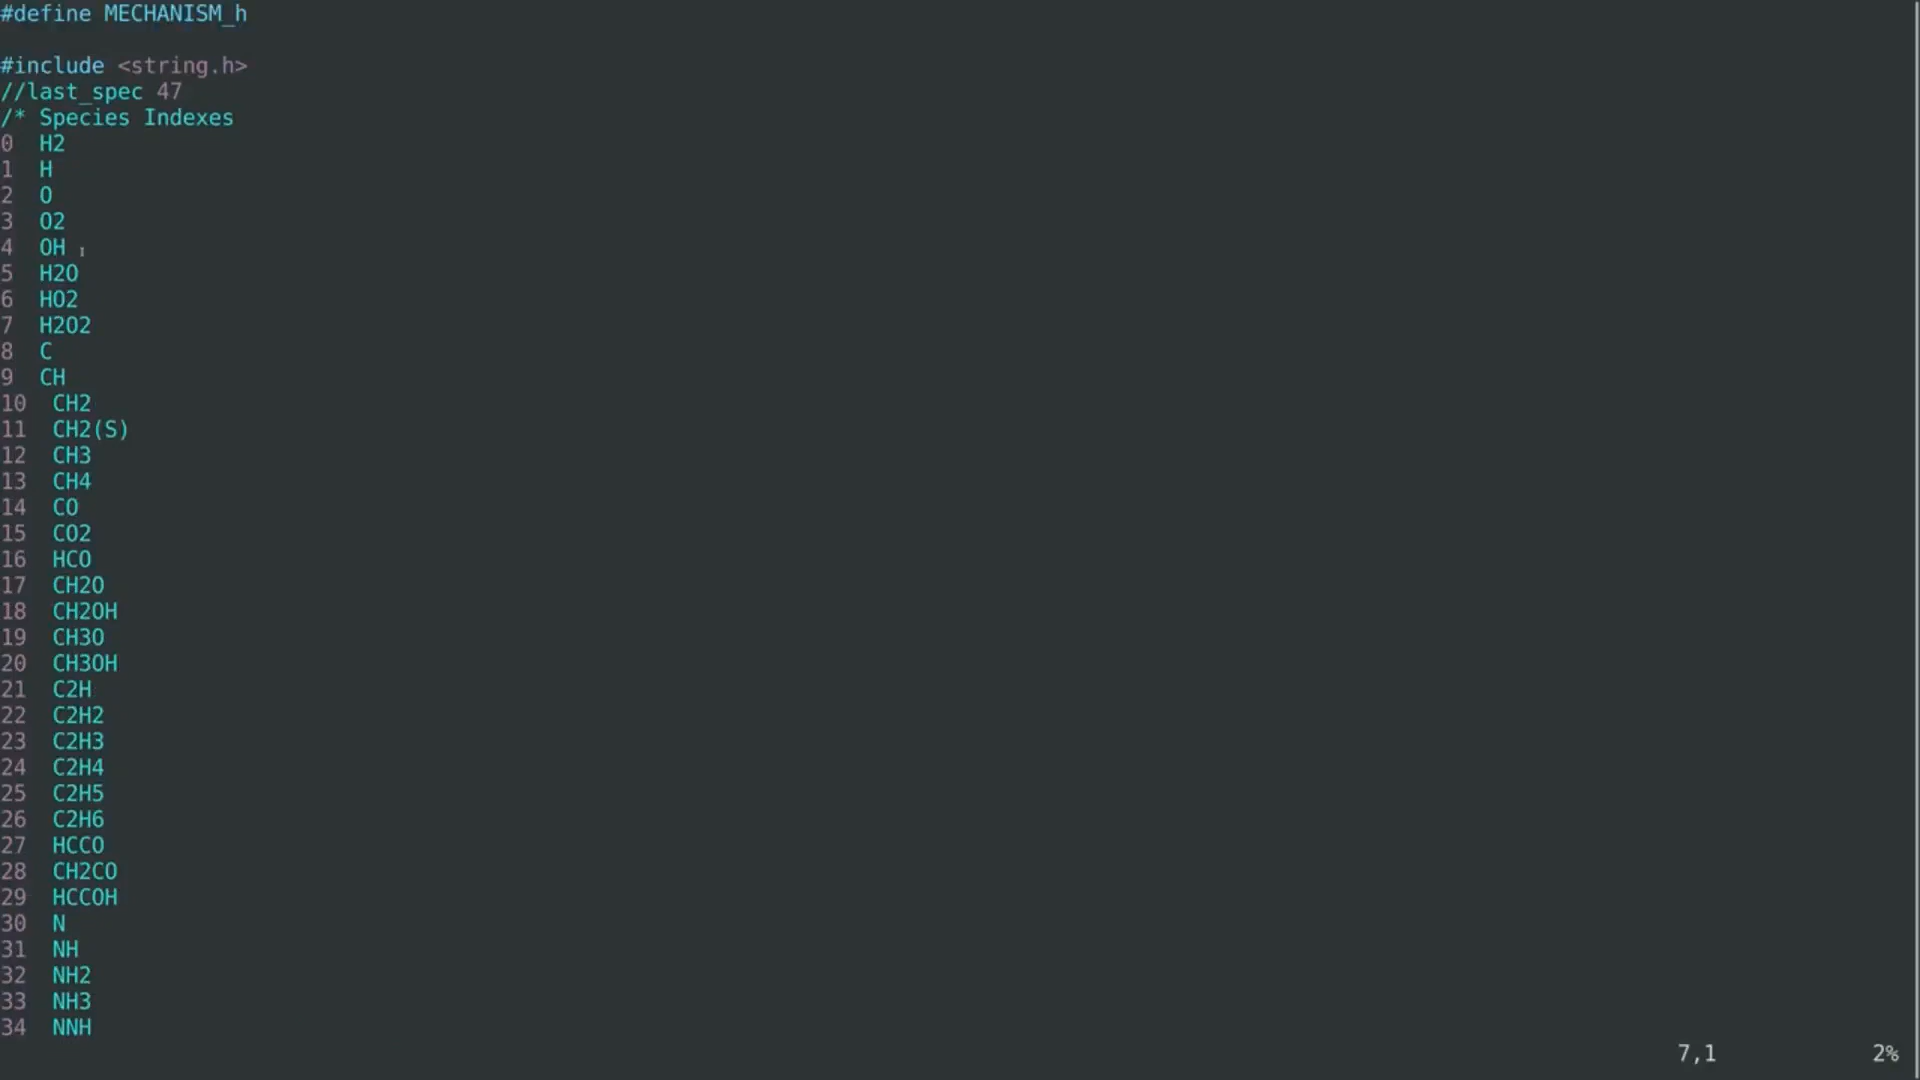 #define MECHANISM_h
#include <string.h>
//last_spec 47
/* Species Indexes
0 H2
1 H
2 O
3 O2
4 OH
5 H2O
6 HO2
7 H2O2
8 C
9 CH
10 CH2
11 CH2(S)
12 CH3
13 CH4
14 CO
15 CO2
16 HCO
17 CH2O
18 CH2OH
19 CH3O
20 CH3OH
21 C2H
22 C2H2
23 C2H3
24 C2H4
25 C2H5
26 C2H6
27 HCCO
28 CH2CO
29 HCCOH
30 N
31 NH
32 NH2
33 NH3
34 NNH
7,1 2%